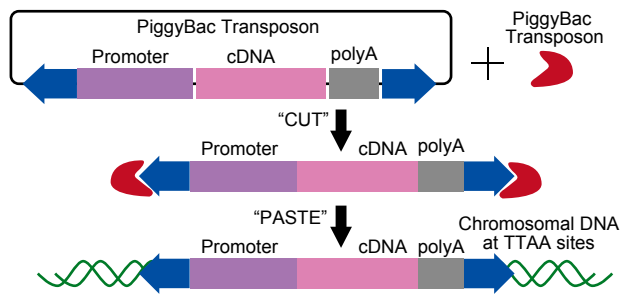 PiggyBac Transposon
PiggyBac
Transposon
Promoter cDNA polyA
“CUT”
Promoter cDNA polyA
“PASTE”
Chromosomal DNA
at TTAA sites
Promoter cDNA polyA